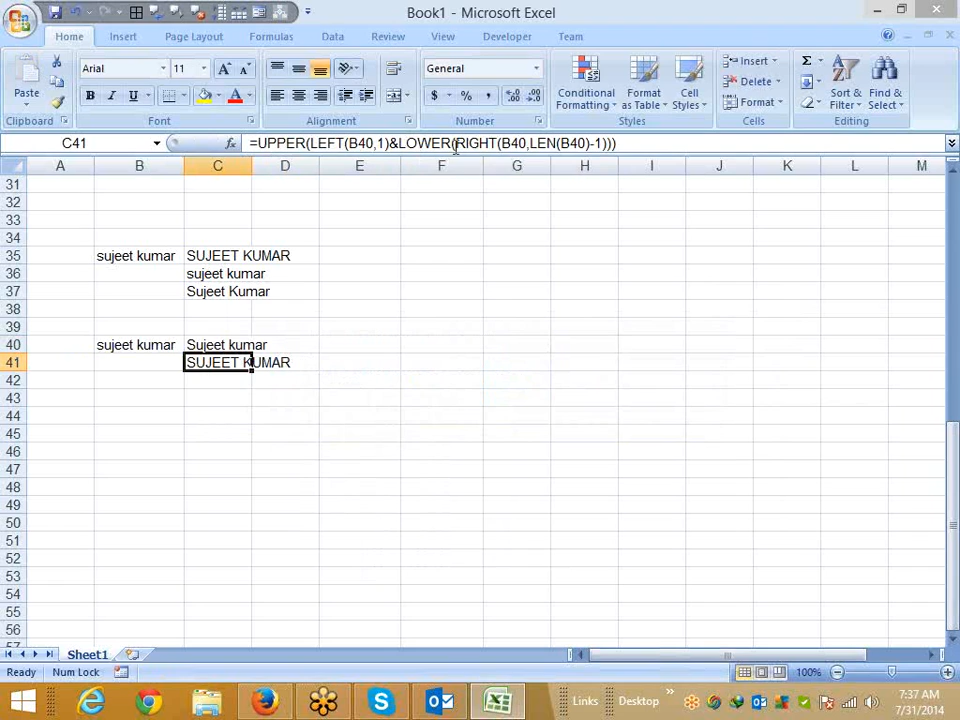 Book1 - Microsoft Excel
Home Insert Page Layout Formulas Data Review View Developer Team
Paste
Arial 11
B I U
General
$ % ,
Conditional Formatting
Format as Table
Cell Styles
Insert
Delete
Format
Sort & Filter
Find & Select
Clipboard Font Alignment Number Styles Cells Editing
C41 fx =UPPER(LEFT(B40,1)&LOWER(RIGHT(B40,LEN(B40)-1)))
A B C D E F G H I J K L M
31
32
33
34
35 sujeet kumar SUJEET KUMAR
36 sujeet kumar
37 Sujeet Kumar
38
39
40 sujeet kumar Sujeet kumar
41 SUJEET KUMAR
42
43
44
45
46
47
48
49
50
51
52
53
54
55
56
57
Sheet1
Ready Num Lock 100%
Links Desktop 7:37 AM
7/31/2014